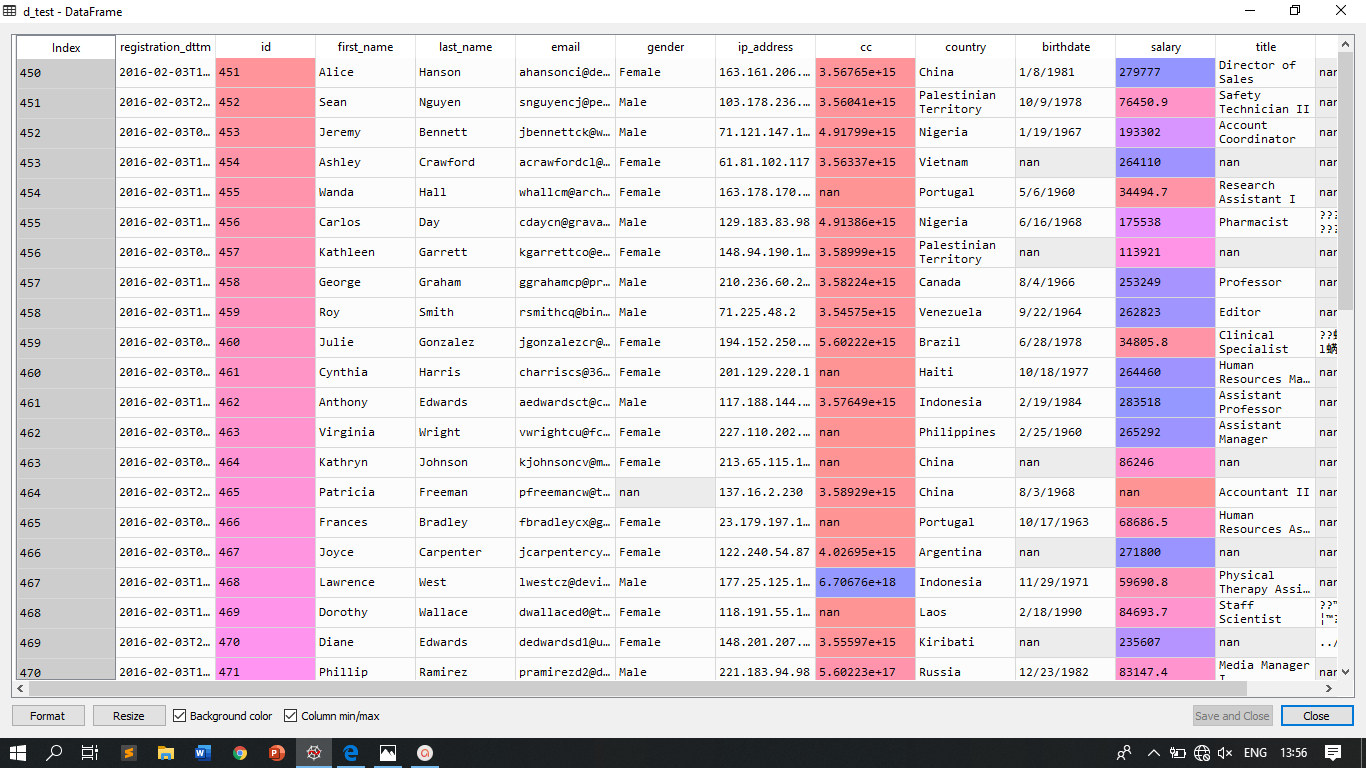 d_test - DataFrame
Index registration_dttm id first_name last_name email gender ip_address cc country birthdate salary title
450 2016-02-03T1... 451 Alice Hanson ahansonci@de... Female 163.161.206.... 3.56765e+15 China 1/8/1981 279777 Director of Sales nan
451 2016-02-03T2... 452 Sean Nguyen snguyencj@pe... Male 103.178.236.... 3.56041e+15 Palestinian Territory 10/9/1978 76450.9 Safety Technician II nan
452 2016-02-03T0... 453 Jeremy Bennett jbennettck@w... Male 71.121.147.1... 4.91799e+15 Nigeria 1/19/1967 193302 Account Coordinator nan
453 2016-02-03T1... 454 Ashley Crawford acrawfordcl@... Female 61.81.102.117 3.56337e+15 Vietnam nan 264110 nan nan
454 2016-02-03T1... 455 Wanda Hall whallcm@arch... Female 163.178.170.... nan Portugal 5/6/1960 34494.7 Research Assistant I nan
455 2016-02-03T1... 456 Carlos Day cdaycn@grava... Male 129.183.83.98 4.91386e+15 Nigeria 6/16/1968 175538 Pharmacist
456 2016-02-03T0... 457 Kathleen Garrett kgarrettco@e... Female 148.94.190.1... 3.58999e+15 Palestinian Territory nan 113921 nan nan
457 2016-02-03T1... 458 George Graham ggrahamcp@pr... Male 210.236.60.2... 3.58224e+15 Canada 8/4/1966 253249 Professor nan
458 2016-02-03T1... 459 Roy Smith rsmithcq@bin... Male 71.225.48.2 3.54575e+15 Venezuela 9/22/1964 262823 Editor nan
459 2016-02-03T0... 460 Julie Gonzalez jgonzalezcr@... Female 194.152.250.... 5.60222e+15 Brazil 6/28/1978 34805.8 Clinical Specialist
460 2016-02-03T0... 461 Cynthia Harris charriscs@36... Female 201.129.220.1 nan Haiti 10/18/1977 264460 Human Resources Ma... nan
461 2016-02-03T0... 462 Anthony Edwards aedwardsct@c... Male 117.188.144.... 3.57649e+15 Indonesia 2/19/1984 283518 Assistant Professor nan
462 2016-02-03T0... 463 Virginia Wright vwrightcu@fc... Female 227.110.202.... nan Philippines 2/25/1960 265292 Assistant Manager nan
463 2016-02-03T0... 464 Kathryn Johnson kjohnsoncv@m... Female 213.65.115.1... nan China nan 86246 nan nan
464 2016-02-03T2... 465 Patricia Freeman pfreemancw@t... nan 137.16.2.230 3.58929e+15 China 8/3/1968 nan Accountant II nan
465 2016-02-03T0... 466 Frances Bradley fbradleycx@g... Female 23.179.197.1... nan Portugal 10/17/1963 68686.5 Human Resources As... nan
466 2016-02-03T0... 467 Joyce Carpenter jcarpentercy... Female 122.240.54.87 4.02695e+15 Argentina nan 271800 nan nan
467 2016-02-03T1... 468 Lawrence West lwestcz@devi... Male 177.25.125.1... 6.70676e+18 Indonesia 11/29/1971 59690.8 Physical Therapy Assi... nan
468 2016-02-03T0... 469 Dorothy Wallace dwallaced0@t... Female 118.191.55.1... nan Laos 2/18/1990 84693.7 Staff Scientist
469 2016-02-03T2... 470 Diane Edwards dedwardsd1@u... Female 148.201.207.... 3.55597e+15 Kiribati nan 235607 nan ../
470 2016-02-03T1... 471 Phillip Ramirez pramirezd2@d... Male 221.183.94.98 5.60223e+17 Russia 12/23/1982 83147.4 Media Manager I nan
Format Resize Background color Column min/max Save and Close Close
ENG 13:56